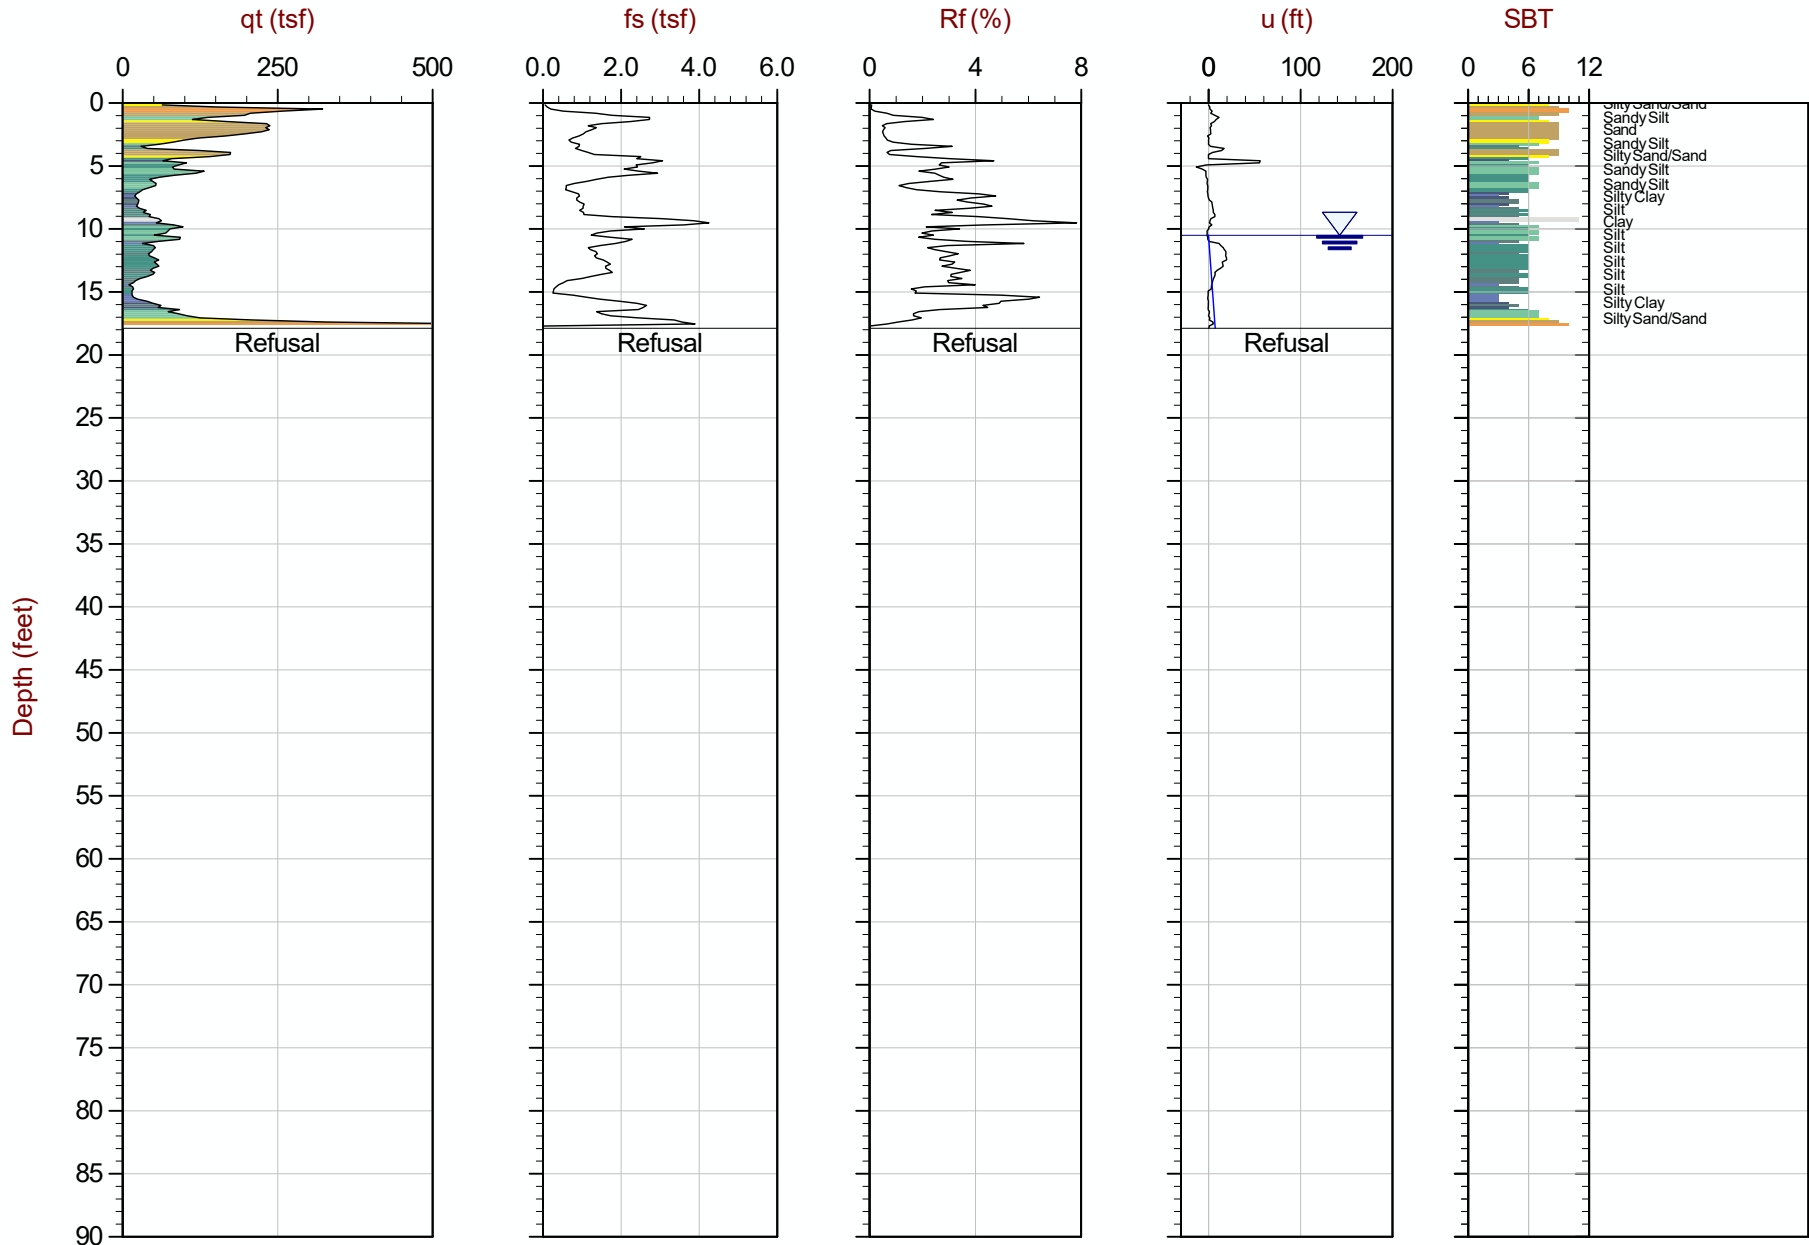 qt (tsf) fs (tsf) Rf (%) u (ft) SBT
0 250 500 0.0 2.0 4.0 6.0 0 4 8 0 100 200 0 6 12
0
5
10
15
20
25
30
35
40
45
50
55
60
65
70
75
80
85
90
Depth (feet)
Refusal Refusal Refusal Refusal
Silty Sand/Sand
Sandy Silt
Sand
Sandy Silt
Silty Sand/Sand
Sandy Silt
Sandy Silt
Silty Clay
Silt
Clay
Silt
Silt
Silt
Silt
Silt
Silty Clay
Silty Sand/Sand